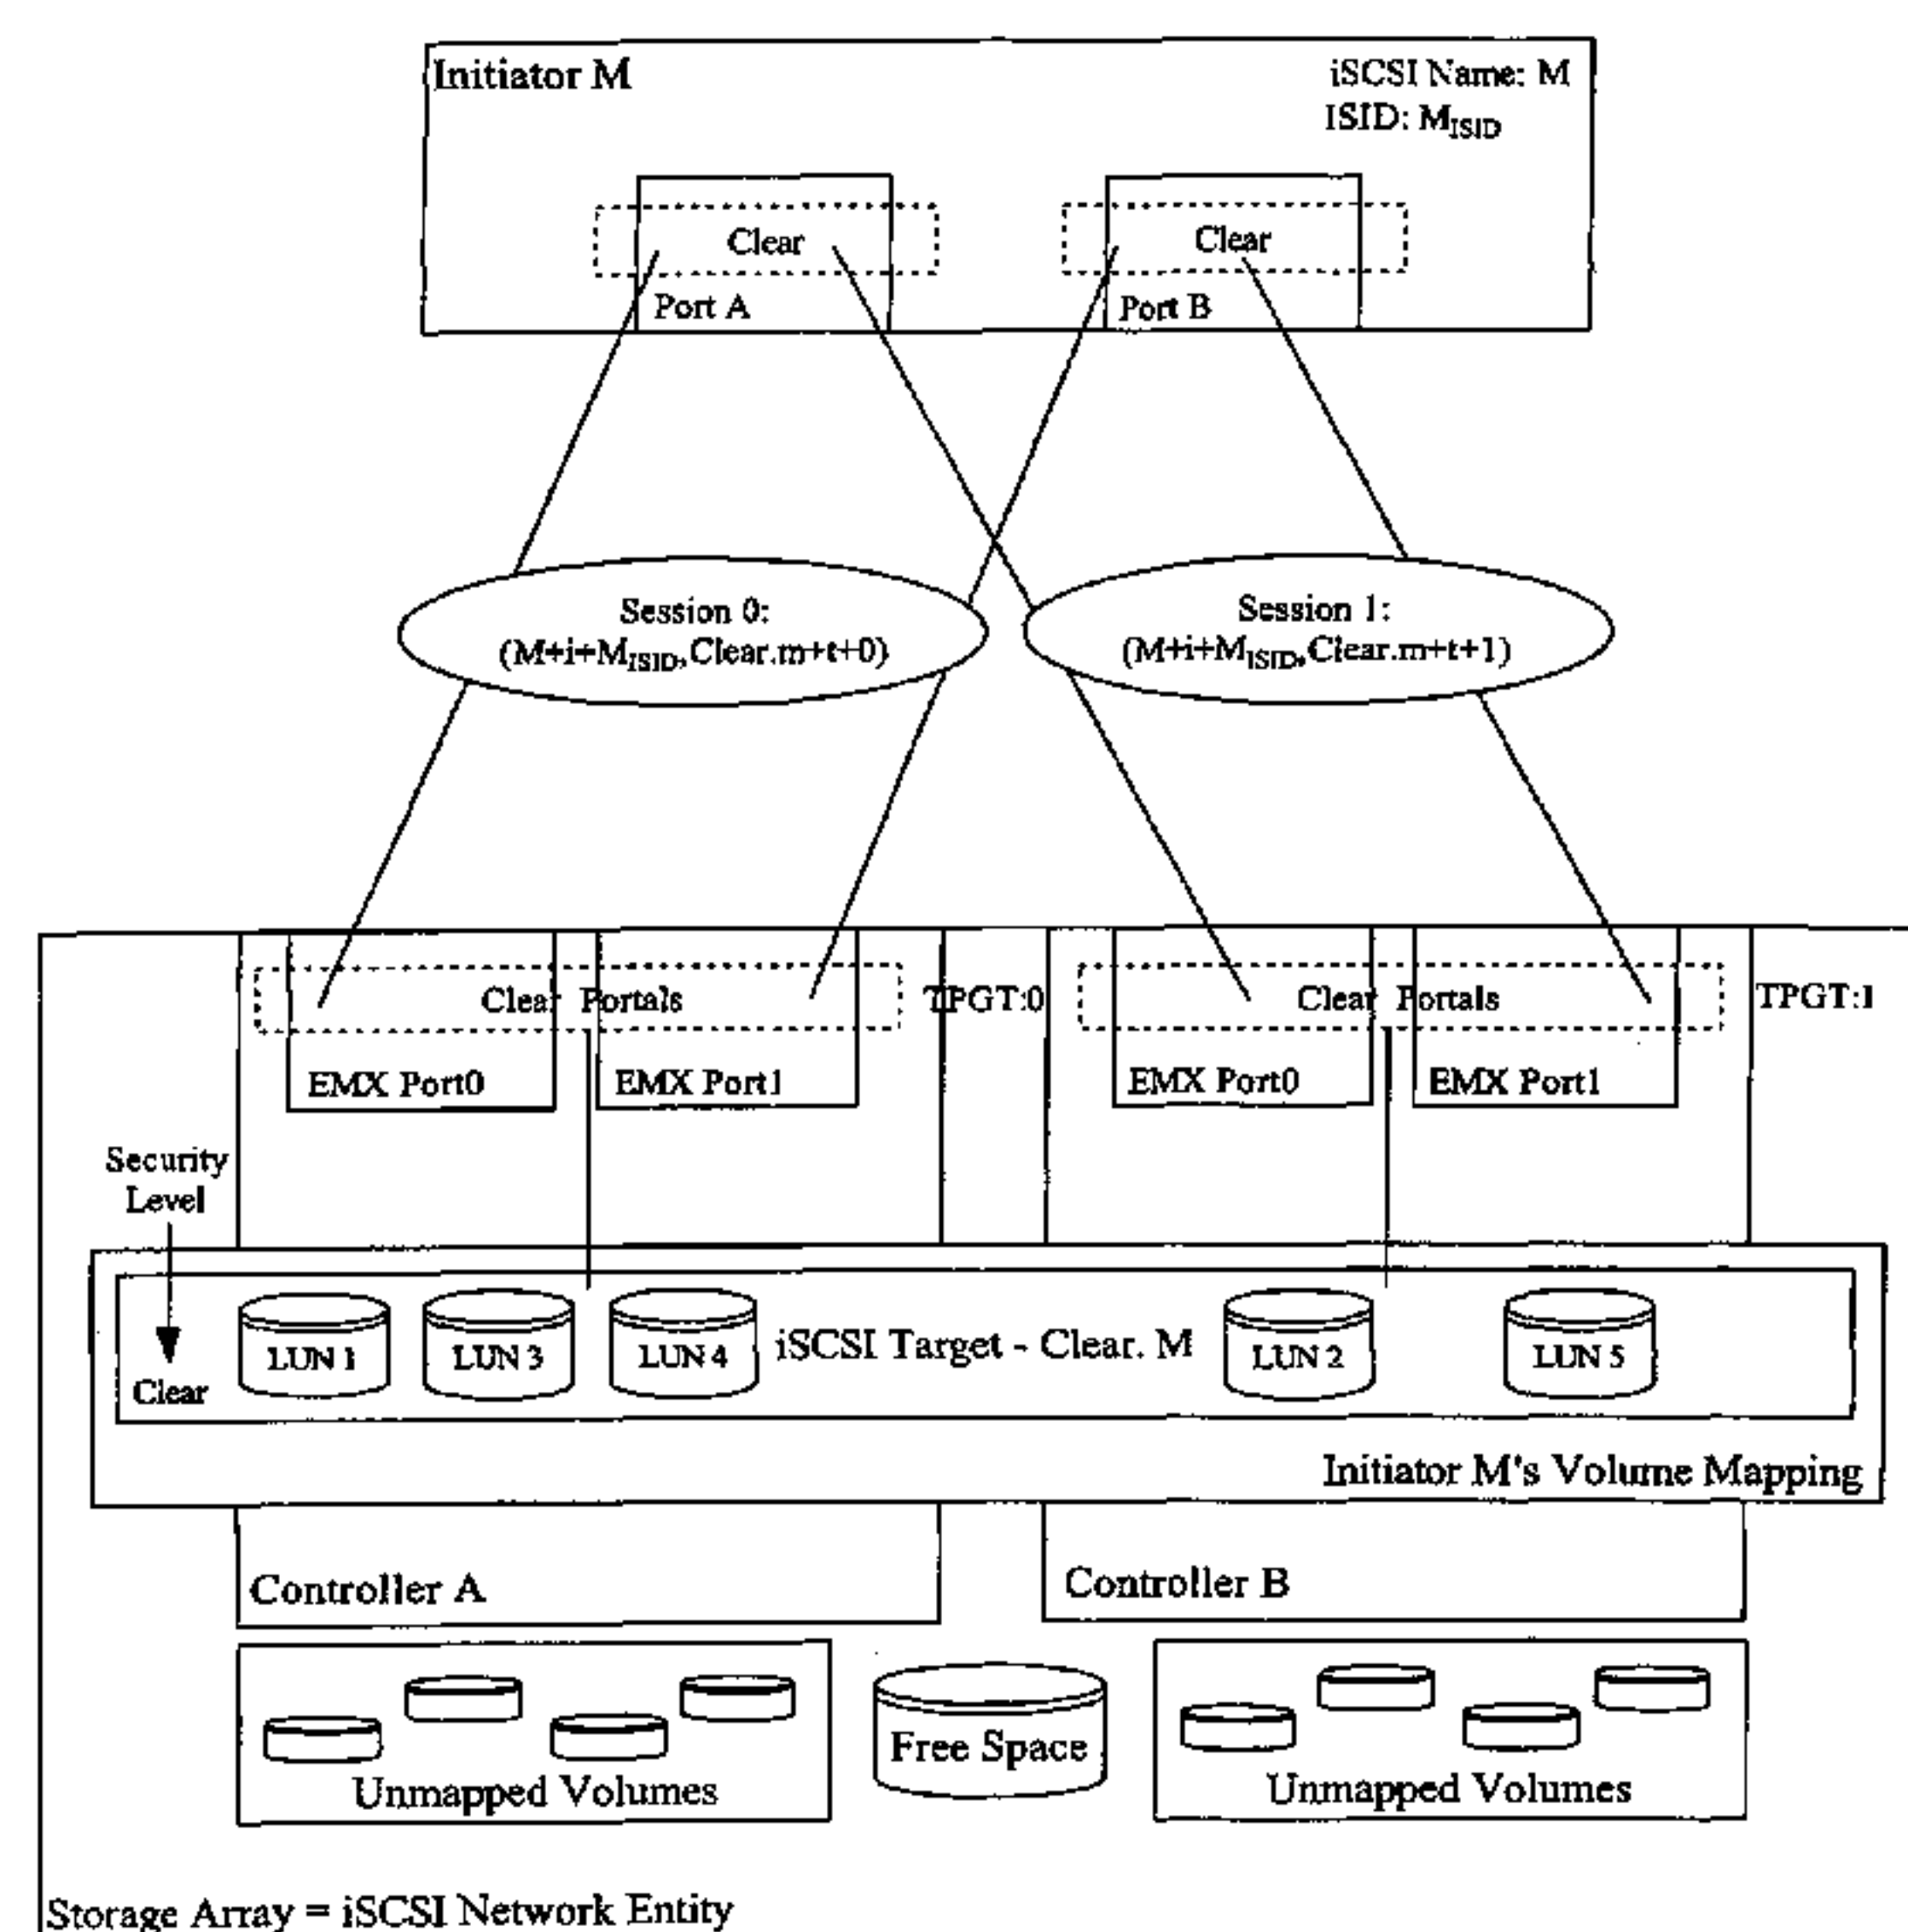 Initiator M
iSCSI Name: M
ISID: M_ISID
Clear
Port A
Clear
Port B
Session 0:
(M+i+M_ISID,Clear.m+t+0)
Session 1:
(M+i+M_ISID,Clear.m+t+1)
Clear Portals
TPGT:0
Clear Portals
TPGT:1
EMX Port0
EMX Port1
EMX Port0
EMX Port1
Security
Level
Clear
LUN 1
LUN 3
LUN 4
iSCSI Target - Clear. M
LUN 2
LUN 5
Initiator M's Volume Mapping
Controller A
Controller B
Unmapped Volumes
Free Space
Unmapped Volumes
Storage Array = iSCSI Network Entity